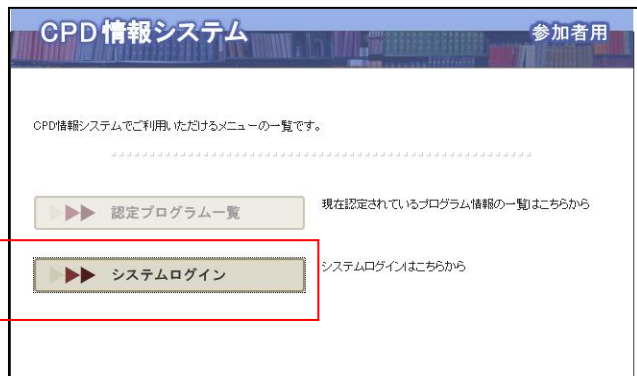 CPD情報システム
参加者用
CPD情報システムでご利用いただけるメニューの一覧です。
認定プログラム一覧
現在認定されているプログラム情報の一覧はこちらから
システムログイン
システムログインはこちらから